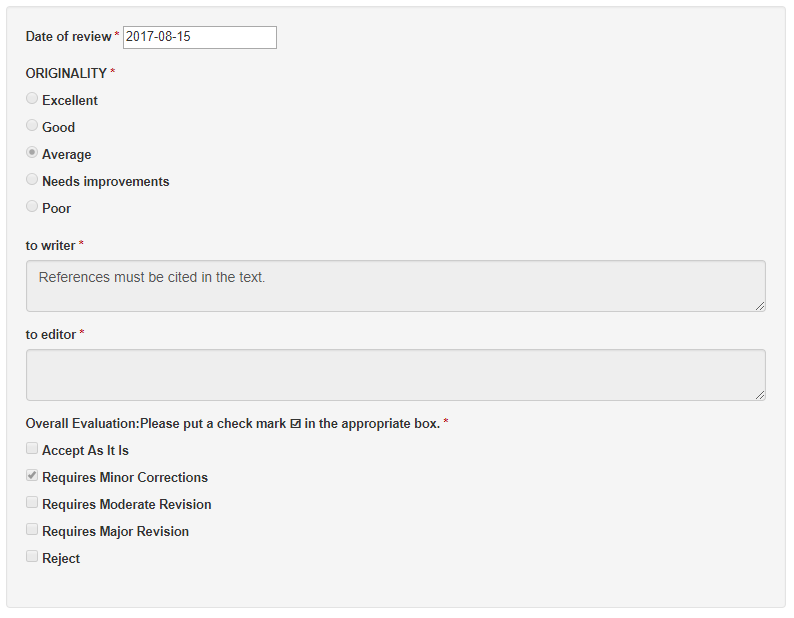 Date of review * 2017-08-15
ORIGINALITY *
Excellent
Good
Average
Needs improvements
Poor
to writer *
References must be cited in the text.
to editor *
Overall Evaluation:Please put a check mark ☑ in the appropriate box. *
Accept As It Is
Requires Minor Corrections
Requires Moderate Revision
Requires Major Revision
Reject